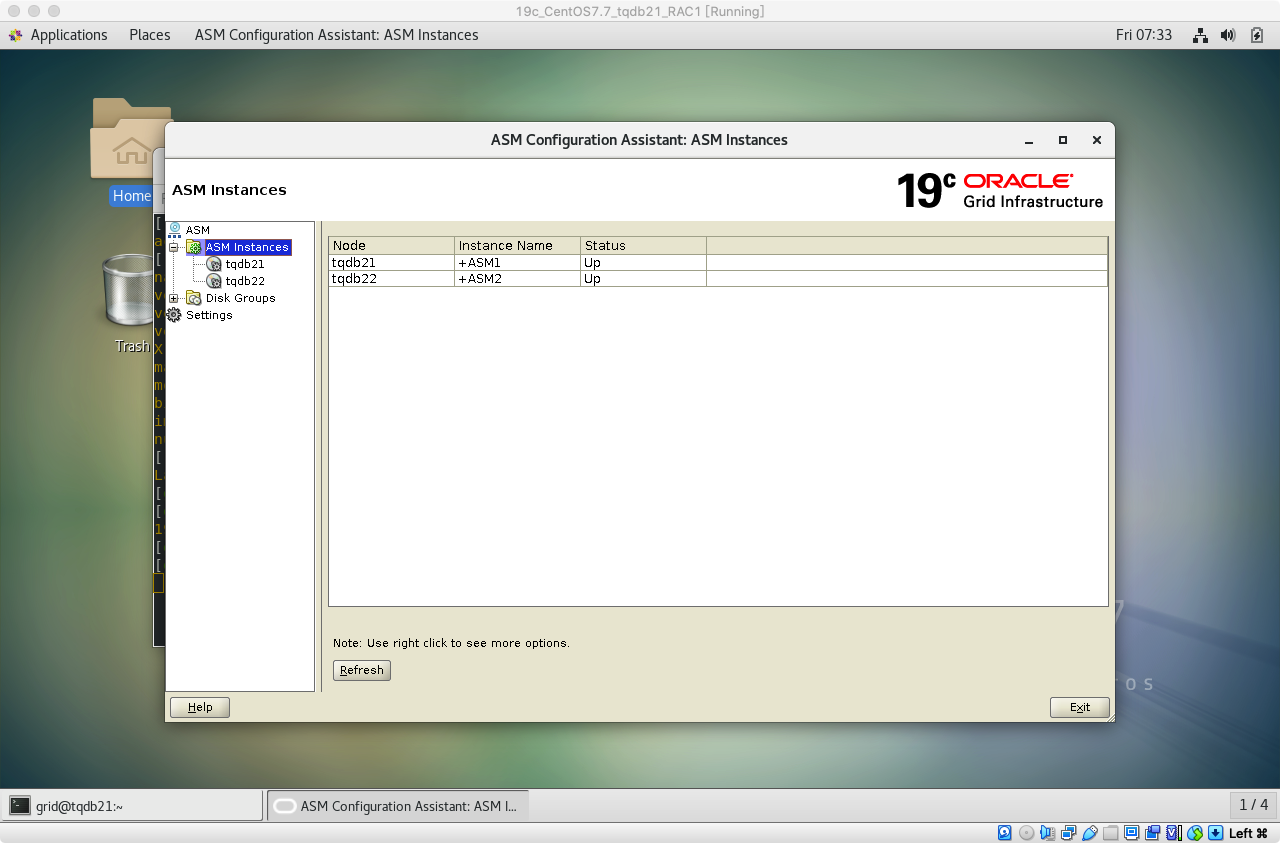 19c_CentOS7.7_tqdb21_RAC1 [Running]
Applications Places ASM Configuration Assistant: ASM Instances Fri 07:33
Home
Trash
ASM Configuration Assistant: ASM Instances
ASM Instances
19c ORACLE
Grid Infrastructure
ASM
ASM Instances
tqdb21
tqdb22
Disk Groups
Settings
Node Instance Name Status
tqdb21 +ASM1 Up
tqdb22 +ASM2 Up
Note: Use right click to see more options.
Refresh
Help Exit
7
O S
grid@tqdb21:~ ASM Configuration Assistant: ASM I... 1 / 4
Left ⌘